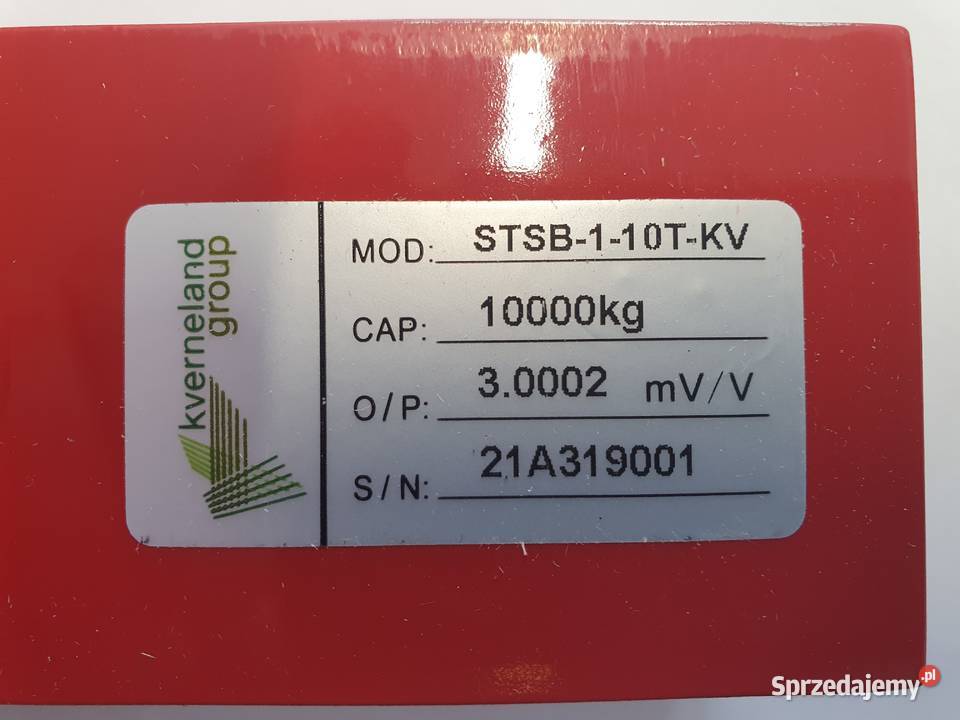 kverneland
group
MOD: STSB-1-10T-KV
CAP: 10000kg
O/P: 3.0002 mV/V
S/N: 21A319001
Sprzedajemy.pl